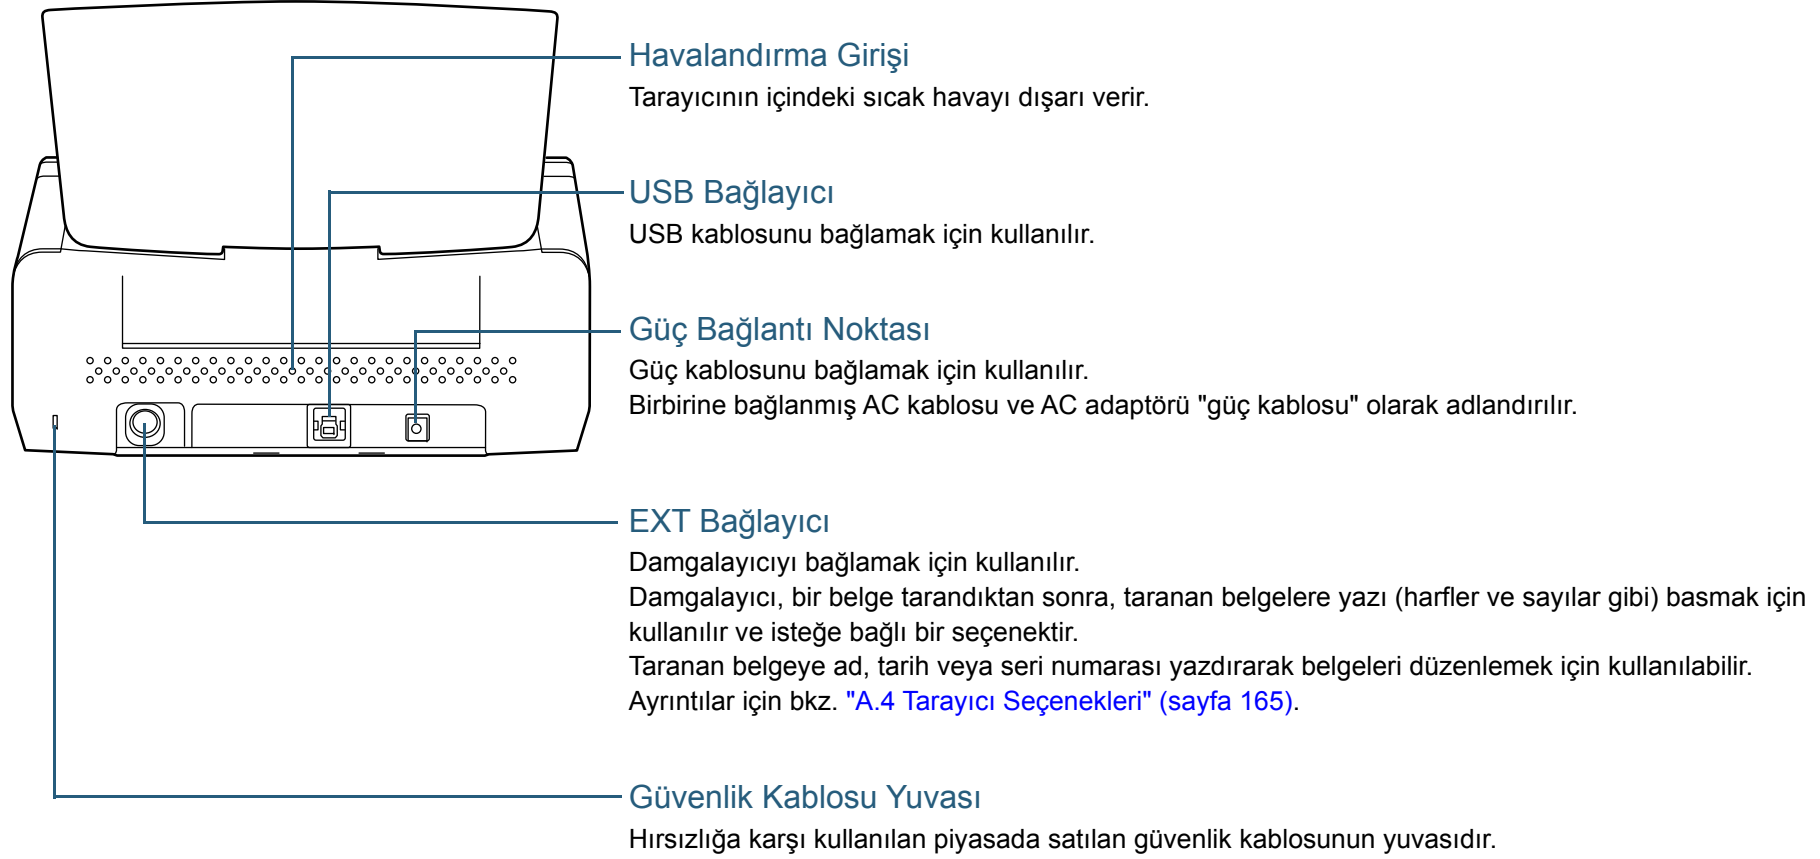 Havalandırma Girişi
Tarayıcının içindeki sıcak havayı dışarı verir.
USB Bağlayıcı
USB kablosunu bağlamak için kullanılır.
Güç Bağlantı Noktası
Güç kablosunu bağlamak için kullanılır.
Birbirine bağlanmış AC kablosu ve AC adaptörü "güç kablosu" olarak adlandırılır.
EXT Bağlayıcı
Damgalayıcıyı bağlamak için kullanılır.
Damgalayıcı, bir belge tarandıktan sonra, taranan belgelere yazı (harfler ve sayılar gibi) basmak için
kullanılır ve isteğe bağlı bir seçenektir.
Taranan belgeye ad, tarih veya seri numarası yazdırarak belgeleri düzenlemek için kullanılabilir.
Ayrıntılar için bkz. "A.4 Tarayıcı Seçenekleri" (sayfa 165).
Güvenlik Kablosu Yuvası
Hırsızlığa karşı kullanılan piyasada satılan güvenlik kablosunun yuvasıdır.